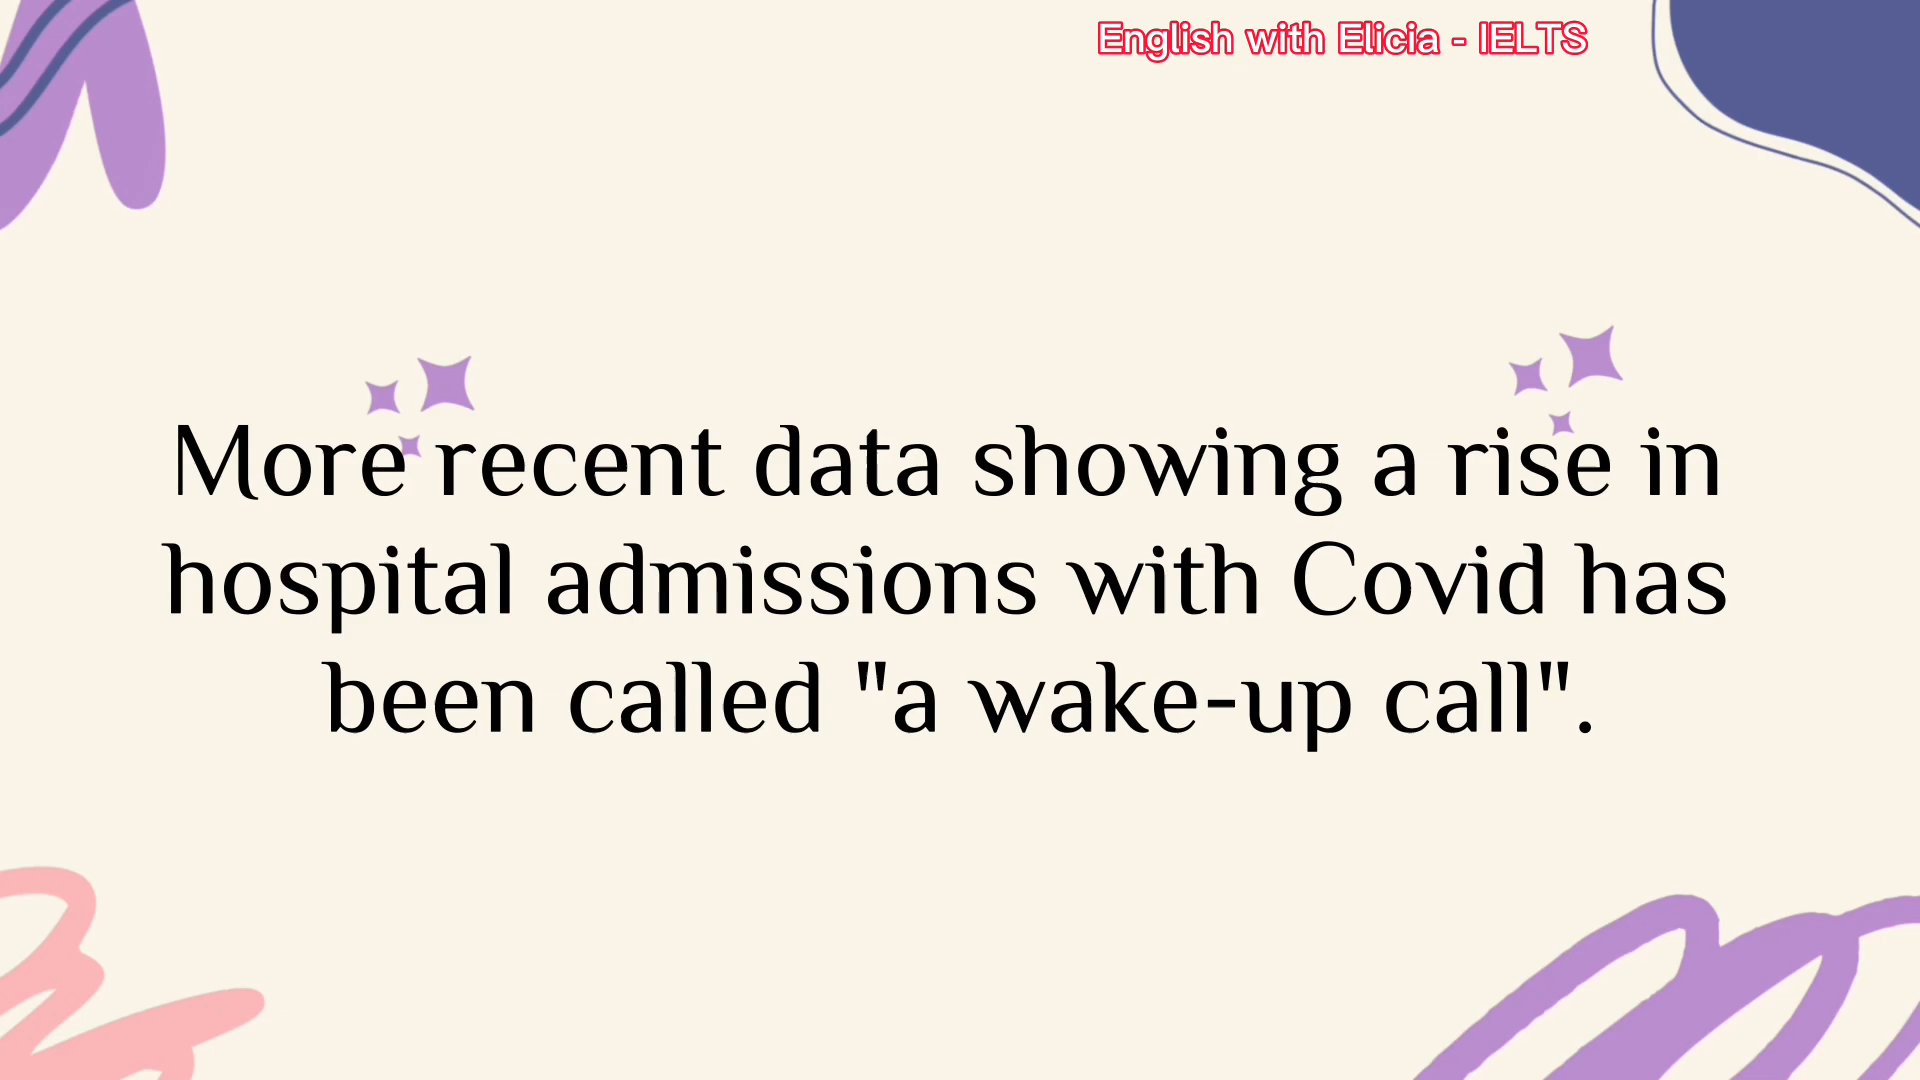 English with Elicia - IELTS
More recent data showing a rise in
hospital admissions with Covid has
been called "a wake-up call".